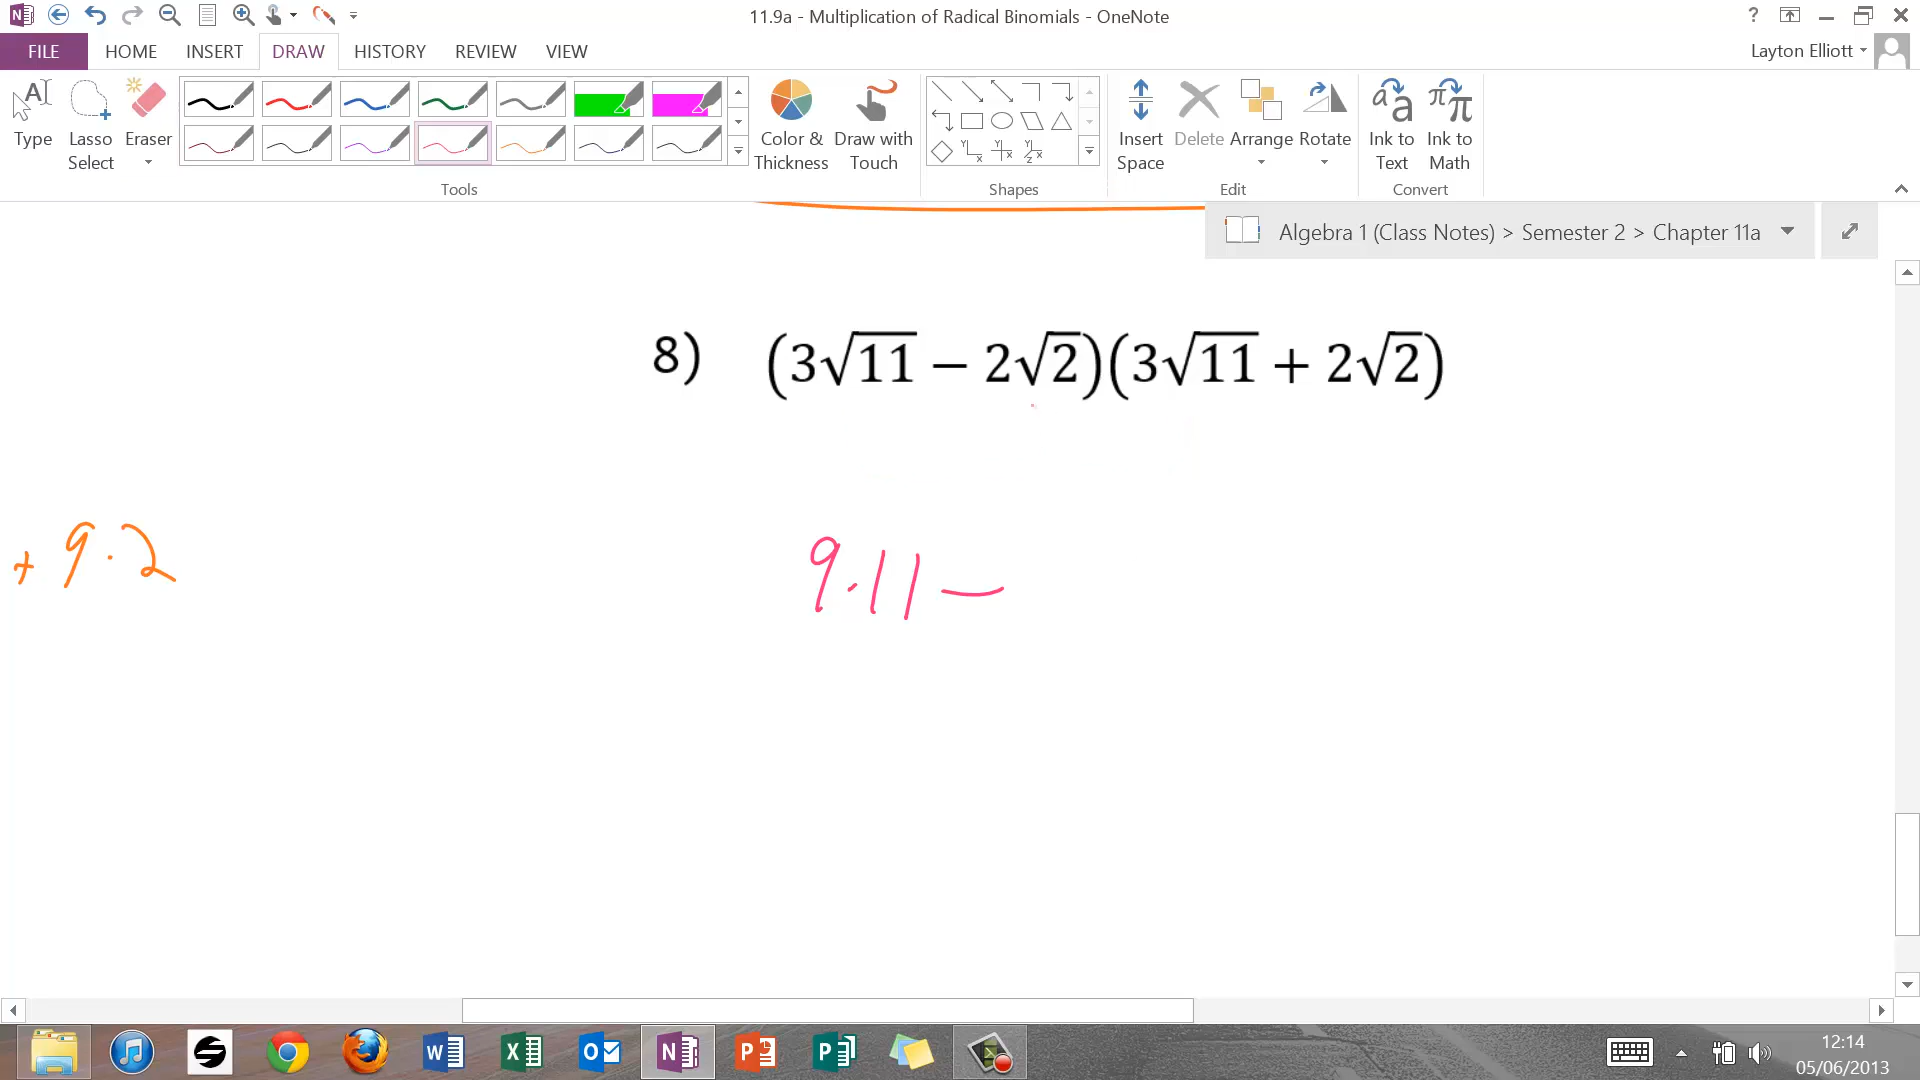 11.9a - Multiplication of Radical Binomials - OneNote
?
FILE HOME INSERT DRAW HISTORY REVIEW VIEW
Layton Elliott
Type
Lasso Select
Eraser
Color & Thickness
Draw with Touch
Insert Space
Delete
Arrange
Rotate
Ink to Text
Ink to Math
Tools
Shapes
Edit
Convert
Algebra 1 (Class Notes) > Semester 2 > Chapter 11a
8) (3√11 − 2√2)(3√11 + 2√2)
+ 9·2
9·11 —
12:14
05/06/2013